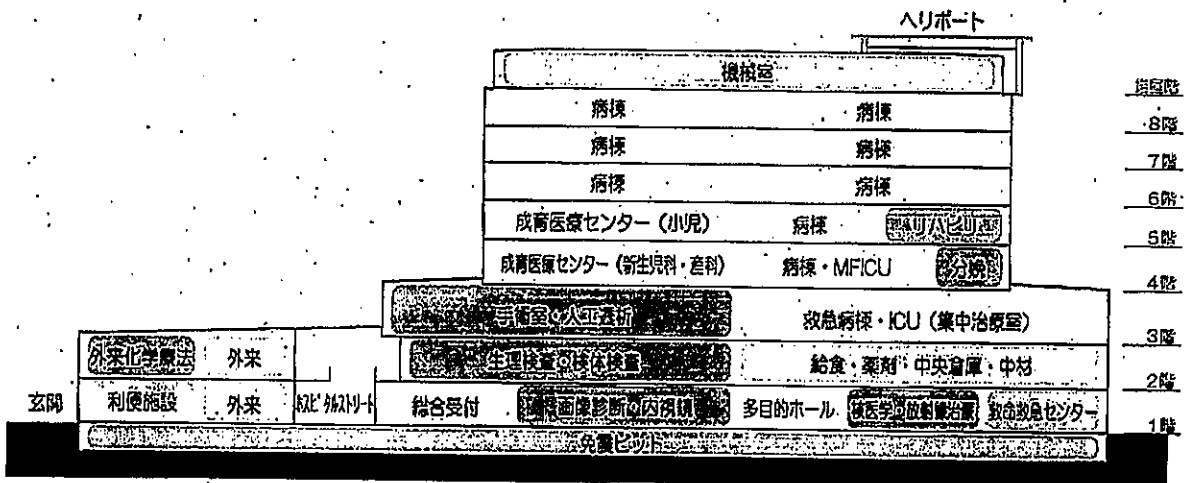 ヘリポート
機械室
塔屋階
病棟 病棟 8階
病棟 病棟 7階
病棟 病棟 6階
成育医療センター（小児） 病棟 リハビリ 5階
成育医療センター（新生児科・産科） 病棟・MFICU 分娩 4階
手術室・人工透析 救急病棟・ICU（集中治療室） 3階
外来化学療法 外来 生理検査・検体検査 給食・薬剤・中央倉庫・中材 2階
玄関 利便施設 外来 ホスピタルストリート 総合受付 画像診断・内視鏡 多目的ホール 核医学・放射線治療 救命救急センター 1階
免震ピット